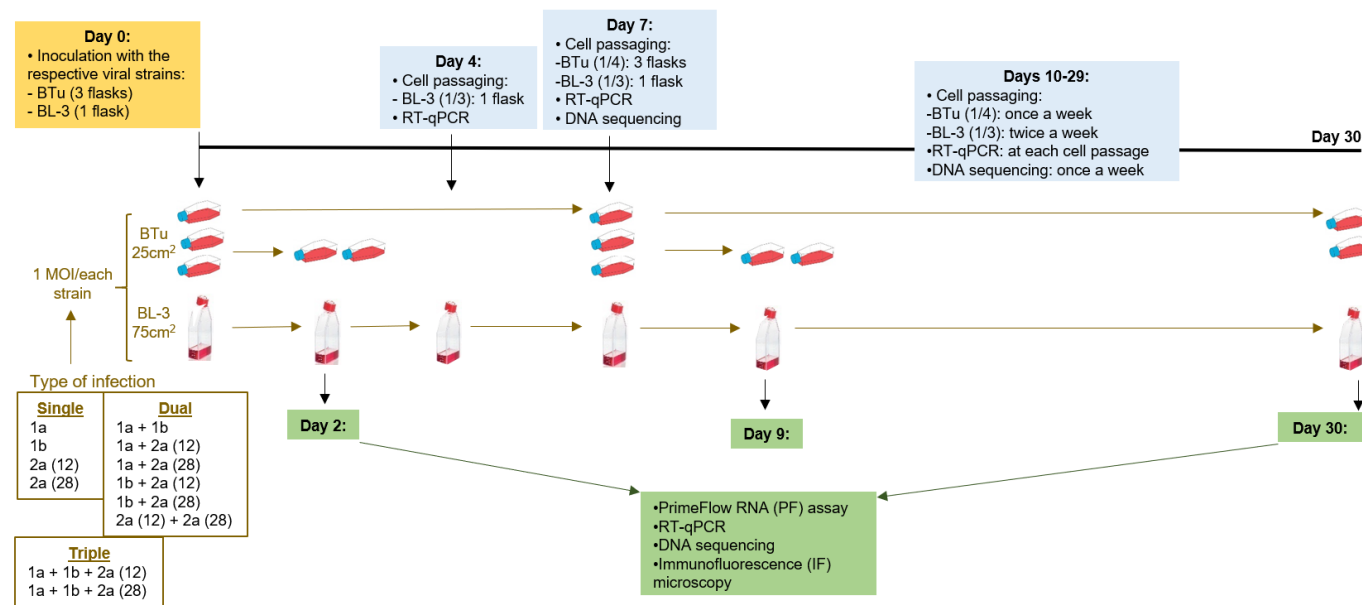 Day 0:
• Inoculation with the
respective viral strains:
- BTu (3 flasks)
- BL-3 (1 flask)
Day 4:
• Cell passaging:
- BL-3 (1/3): 1 flask
• RT-qPCR
Day 7:
• Cell passaging:
-BTu (1/4): 3 flasks
-BL-3 (1/3): 1 flask
• RT-qPCR
• DNA sequencing
Days 10-29:
• Cell passaging:
-BTu (1/4): once a week
-BL-3 (1/3): twice a week
•RT-qPCR: at each cell passage
•DNA sequencing: once a week
Day 30
1 MOI/each
strain
BTu
25cm²
BL-3
75cm²
Type of infection
Single
1a
1b
2a (12)
2a (28)
Dual
1a + 1b
1a + 2a (12)
1a + 2a (28)
1b + 2a (12)
1b + 2a (28)
2a (12) + 2a (28)
Triple
1a + 1b + 2a (12)
1a + 1b + 2a (28)
Day 2:
Day 9:
Day 30:
•PrimeFlow RNA (PF) assay
•RT-qPCR
•DNA sequencing
•Immunofluorescence (IF)
microscopy